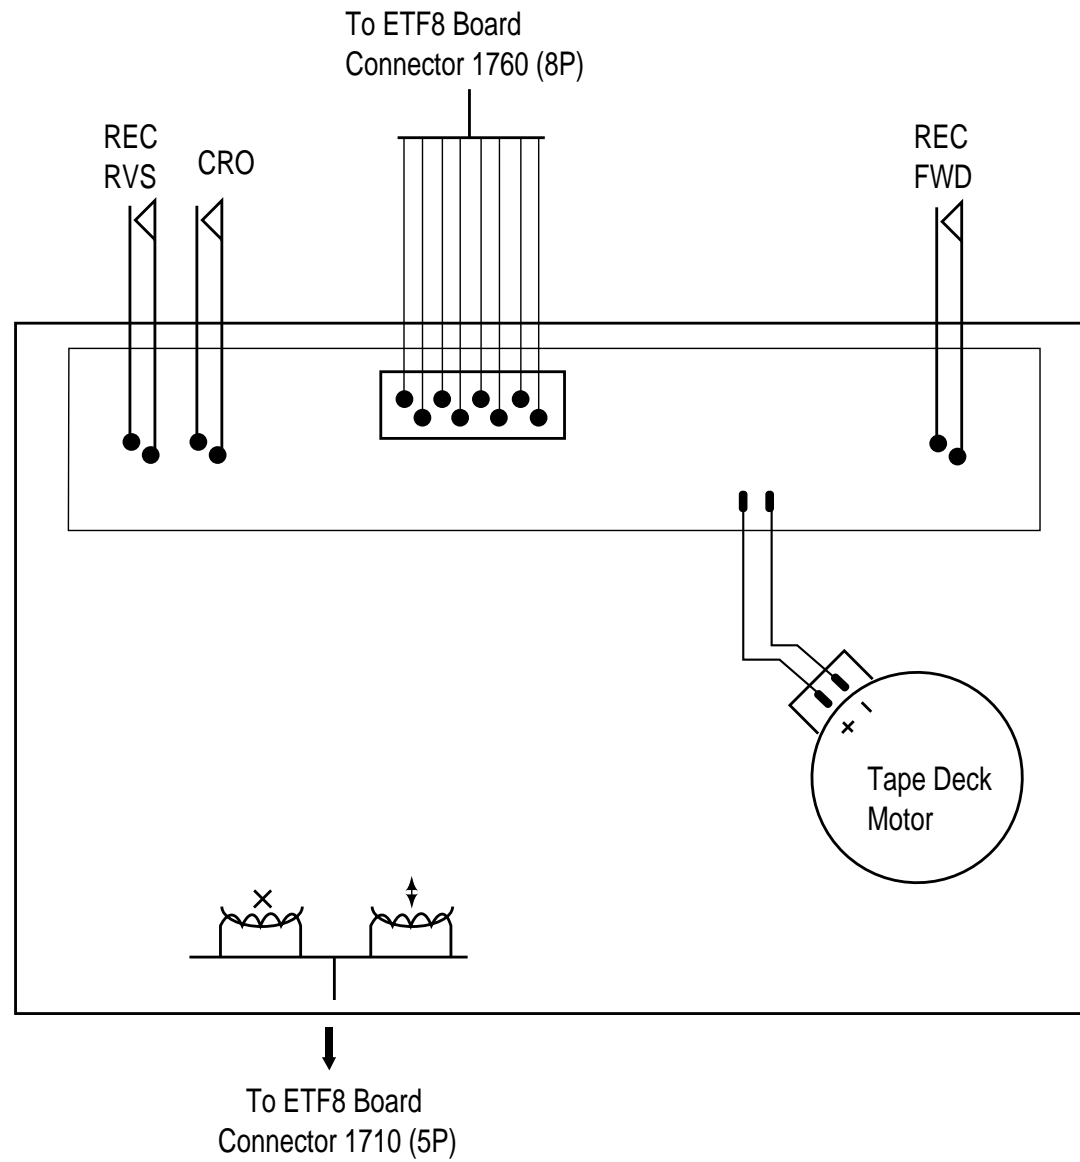 To ETF8 Board
Connector 1760 (8P)
REC
RVS
CRO
REC
FWD
+ -
Tape Deck
Motor
To ETF8 Board
Connector 1710 (5P)